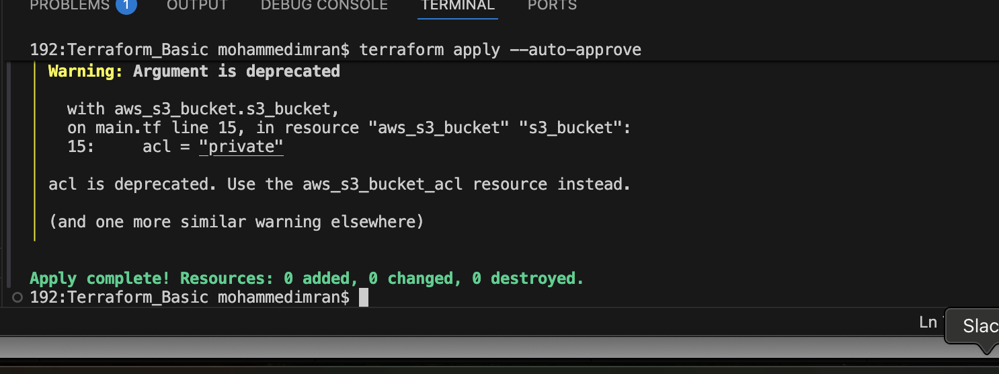 PROBLEMS 1 OUTPUT DEBUG CONSOLE TERMINAL PORTS
192:Terraform_Basic mohammedimran$ terraform apply --auto-approve
Warning: Argument is deprecated
with aws_s3_bucket.s3_bucket,
on main.tf line 15, in resource "aws_s3_bucket" "s3_bucket":
15:     acl = "private"
acl is deprecated. Use the aws_s3_bucket_acl resource instead.
(and one more similar warning elsewhere)
Apply complete! Resources: 0 added, 0 changed, 0 destroyed.
192:Terraform_Basic mohammedimran$
Ln
Slac